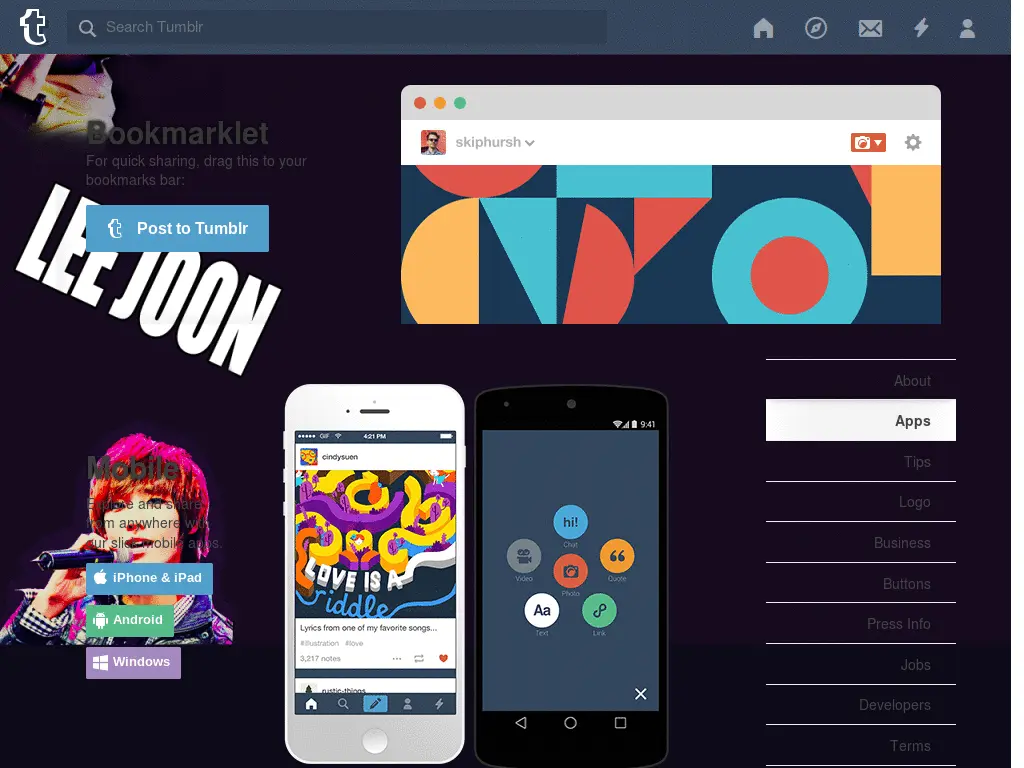 Search Tumblr
Bookmarklet
For quick sharing, drag this to your
bookmarks bar:
Post to Tumblr
LEE JOON
skiphursh
About
Apps
Tips
Logo
Business
Buttons
Press Info
Jobs
Developers
Terms
Mobile
Explore and share
from anywhere with
our slick mobile apps.
iPhone & iPad
Android
Windows
GIF
4:21 PM
cindysuen
LOVE IS A
riddle
Lyrics from one of my favorite songs...
#illustration #love
3,217 notes
rustic-things
9:41
hi!
Chat
Video
Quote
Photo
Aa
Text
Link